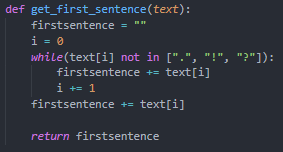 def get_first_sentence(text):
    firstsentence = ""
    i = 0
    while(text[i] not in [".", "!", "?"]):
        firstsentence += text[i]
        i += 1
    firstsentence += text[i]

    return firstsentence